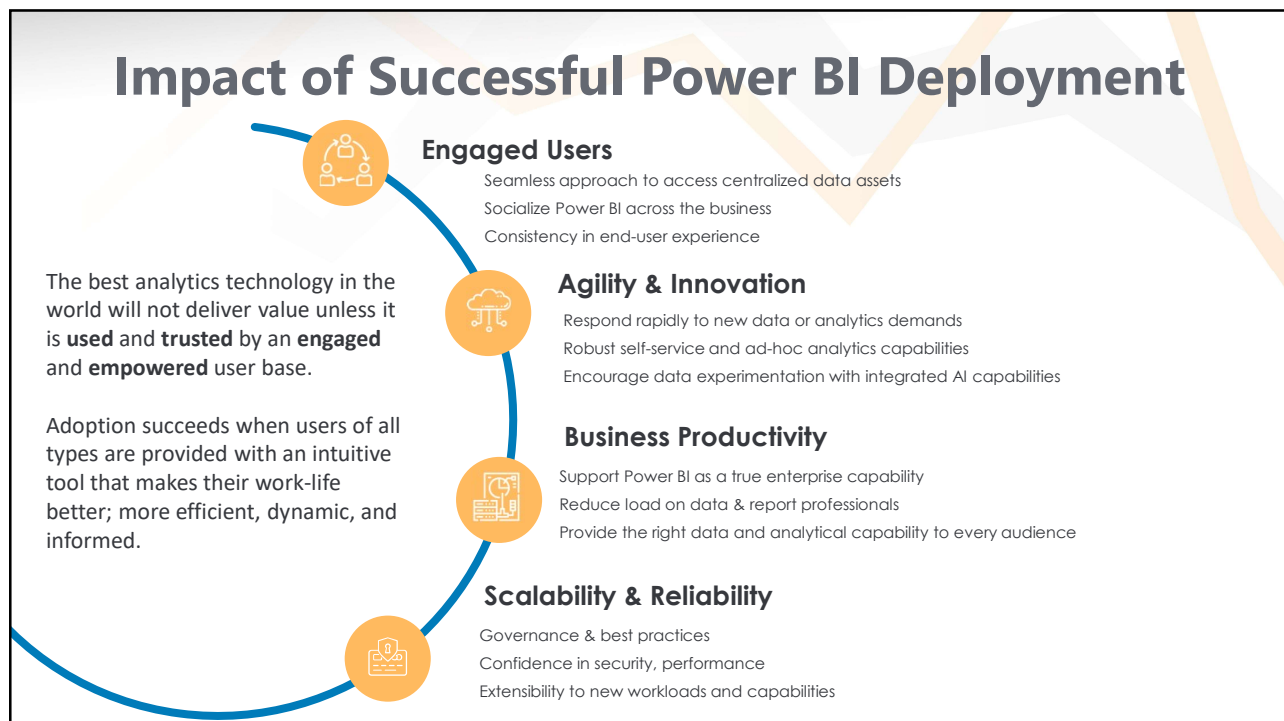 Impact of Successful Power BI Deployment
Engaged Users
Seamless approach to access centralized data assets
Socialize Power BI across the business
Consistency in end-user experience
The best analytics technology in the
world will not deliver value unless it
is used and trusted by an engaged
and empowered user base.
Adoption succeeds when users of all
types are provided with an intuitive
tool that makes their work-life
better; more efficient, dynamic, and
informed.
Agility & Innovation
Respond rapidly to new data or analytics demands
Robust self-service and ad-hoc analytics capabilities
Encourage data experimentation with integrated AI capabilities
Business Productivity
Support Power BI as a true enterprise capability
Reduce load on data & report professionals
Provide the right data and analytical capability to every audience
Scalability & Reliability
Governance & best practices
Confidence in security, performance
Extensibility to new workloads and capabilities